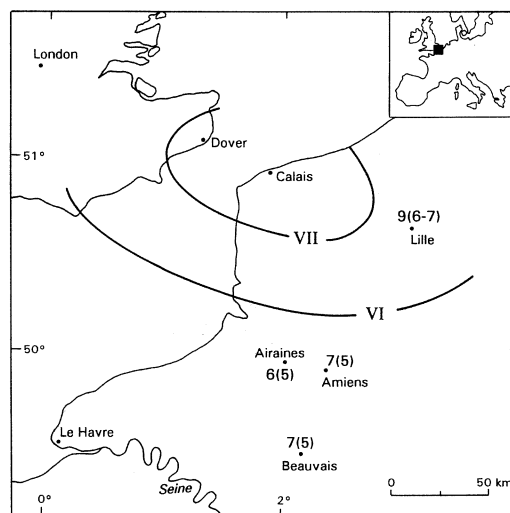 London
Dover
51°
Calais
9(6-7)
Lille
VII
VI
50°
Airaines
7(5)
6(5)
Amiens
Le Havre
7(5)
Beauvais
Seine
0 50 km
0° 2°